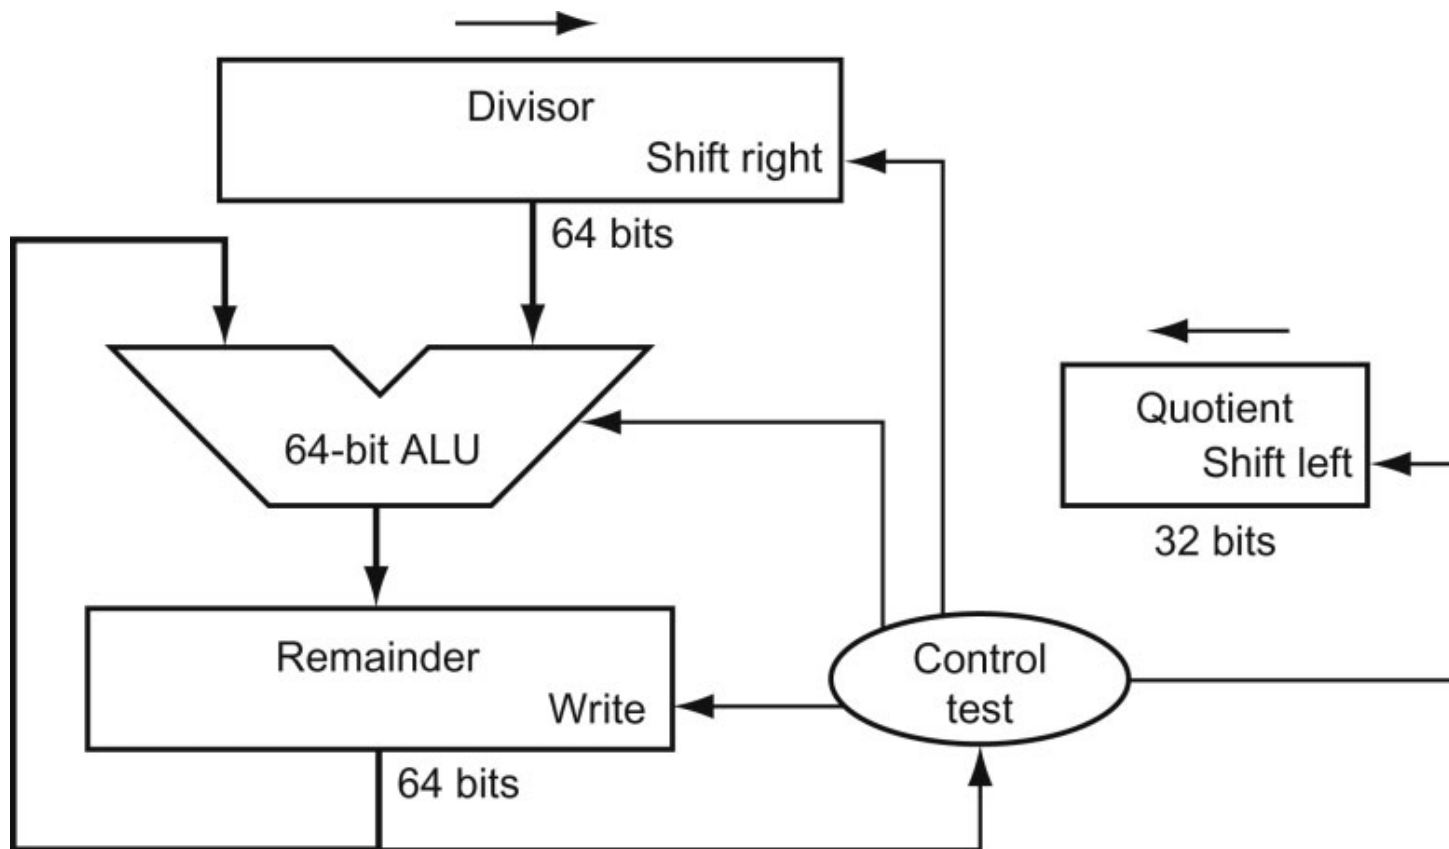 Divisor
Shift right
64 bits
64-bit ALU
Quotient
Shift left
32 bits
Remainder
Write
Control
test
64 bits